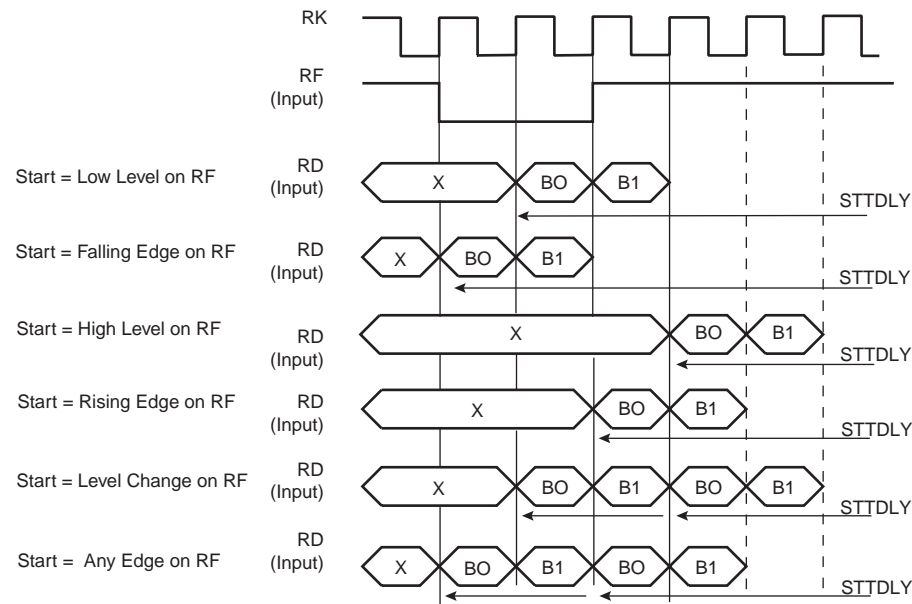 RK
RF
(Input)
Start = Low Level on RF
RD
(Input)
X
BO
B1
STTDLY
Start = Falling Edge on RF
RD
(Input)
X
BO
B1
STTDLY
Start = High Level on RF
RD
(Input)
X
BO
B1
STTDLY
Start = Rising Edge on RF
RD
(Input)
X
BO
B1
STTDLY
Start = Level Change on RF
RD
(Input)
X
BO
B1
BO
B1
STTDLY
Start = Any Edge on RF
RD
(Input)
X
BO
B1
BO
B1
STTDLY